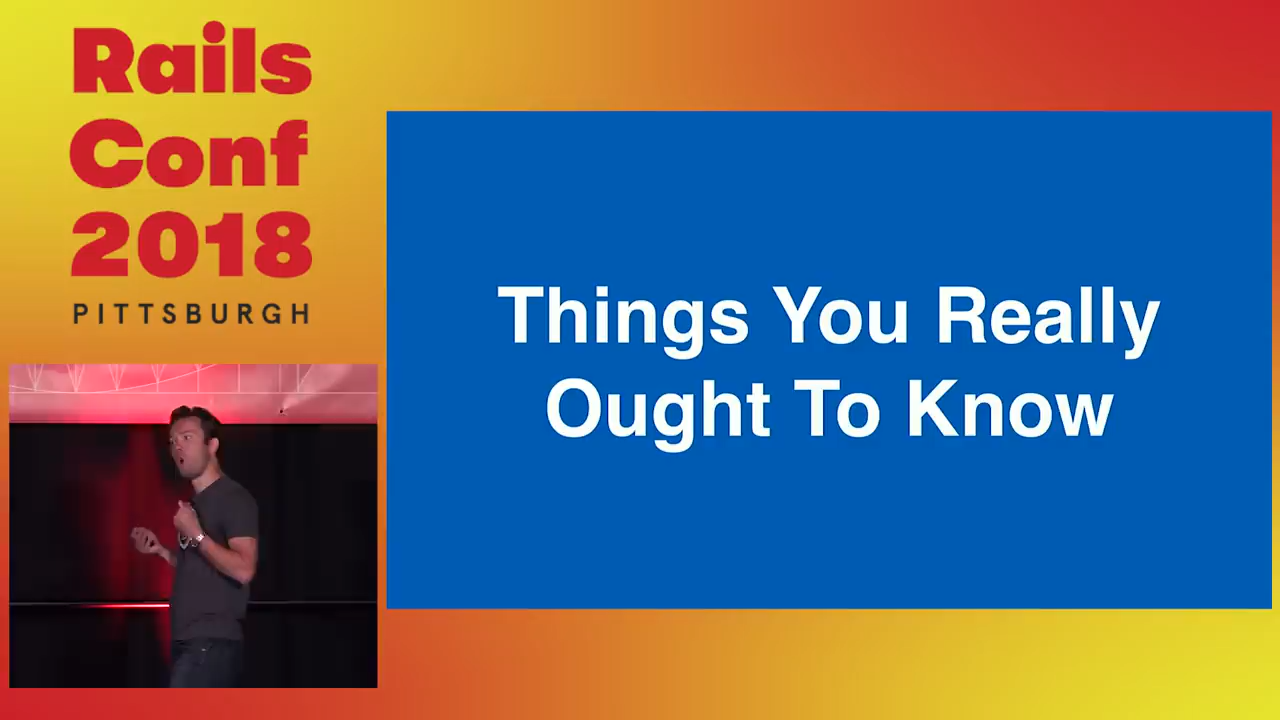 Rails
Conf
2018
PITTSBURGH
Things You Really
Ought To Know